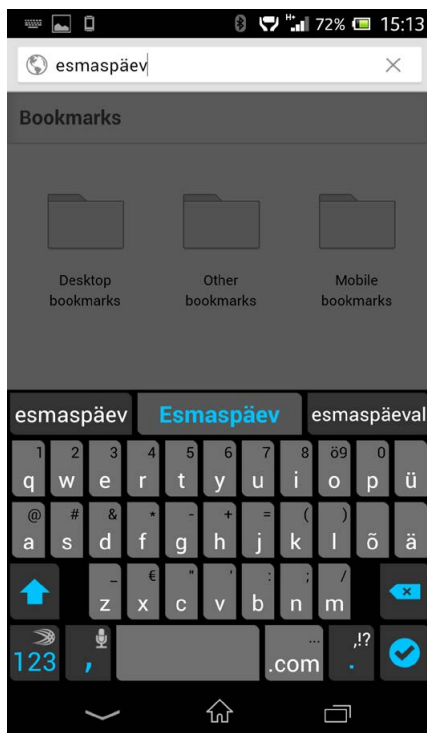 H+ 72% 15:13
esmaspäev
Bookmarks
Desktop bookmarks
Other bookmarks
Mobile bookmarks
esmaspäev Esmaspäev esmaspäeval
1 2 3 4 5 6 7 8 ö9 0
q w e r t y u i o p ü
@ # & * - + = ( )
a s d f g h j k l õ ä
_ € " ' : ; /
z x c v b n m
... ,!?
123 , .com .